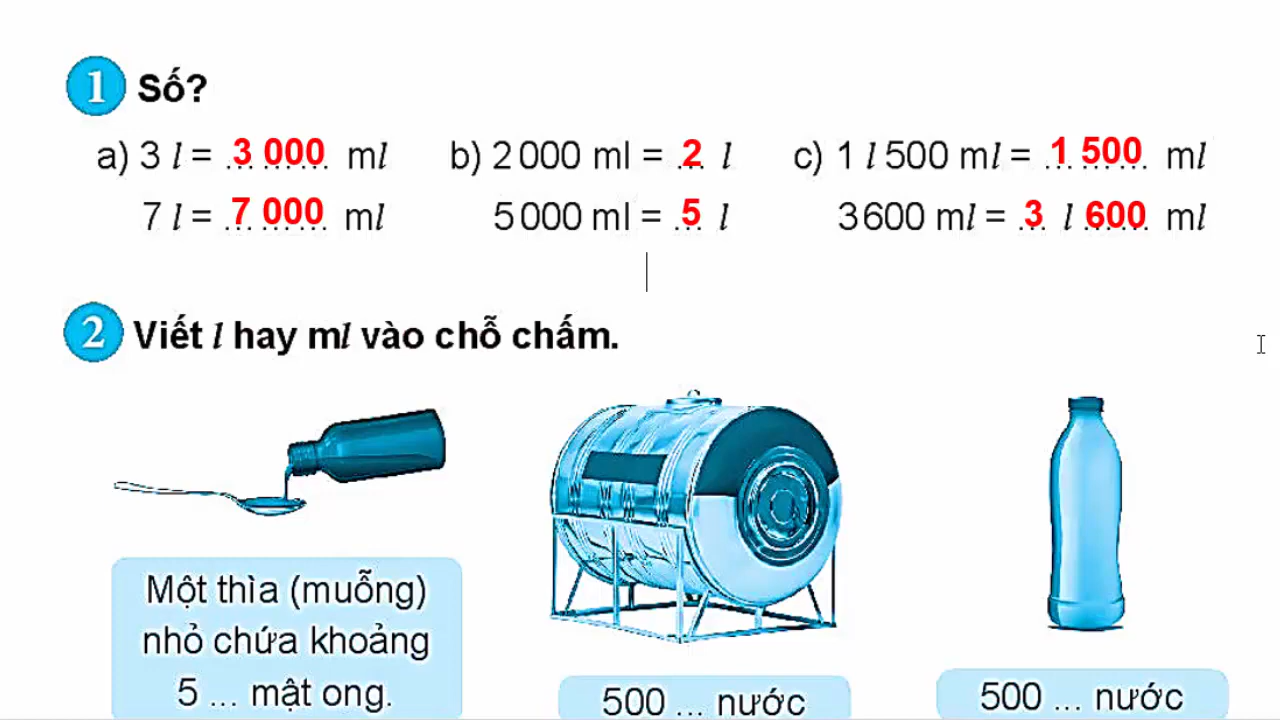 1 Số?
a) 3 l = 3 000 ml b) 2 000 ml = 2 l c) 1 l 500 ml = 1 500 ml
7 l = 7 000 ml 5 000 ml = 5 l 3 600 ml = 3 l 600 ml
2 Viết l hay ml vào chỗ chấm.
Một thìa (muỗng)
nhỏ chứa khoảng
5 ... mật ong.
500 ... nước
500 ... nước